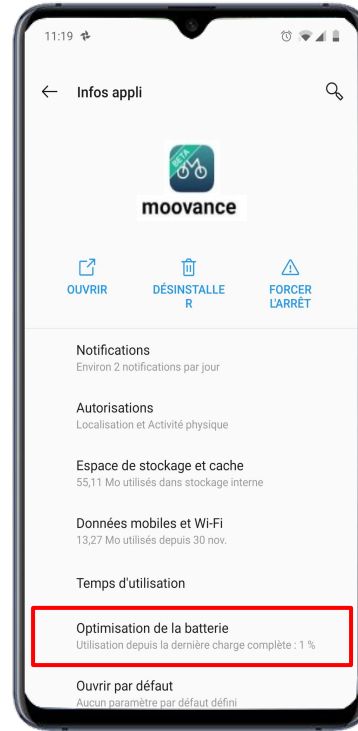 11:19
Infos appli
BETA
moovance
OUVRIR
DÉSINSTALLE
R
FORCER
L'ARRÊT
Notifications
Environ 2 notifications par jour
Autorisations
Localisation et Activité physique
Espace de stockage et cache
55,11 Mo utilisés dans stockage interne
Données mobiles et Wi-Fi
13,27 Mo utilisés depuis 30 nov.
Temps d'utilisation
Optimisation de la batterie
Utilisation depuis la dernière charge complète : 1 %
Ouvrir par défaut
Aucun paramètre par défaut défini